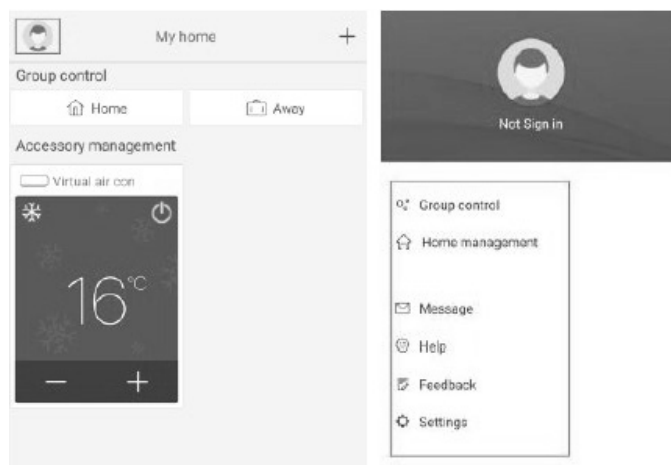 My home
+
Group control
Home
Away
Accessory management
Virtual air con
16°C
− +
Not Sign in
Group control
Home management
Message
Help
Feedback
Settings